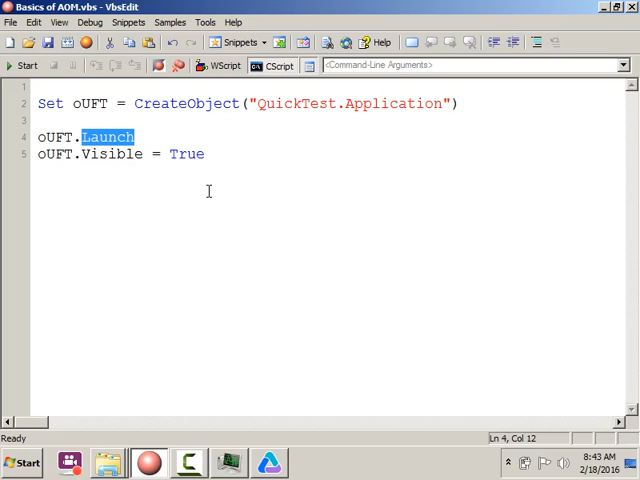 Basics of AOM.vbs - VbsEdit
File Edit View Debug Snippets Samples Tools Help
Snippets Help
Start WScript CScript <Command-Line Arguments>
1
2 Set oUFT = CreateObject("QuickTest.Application")
3
4 oUFT.Launch
5 oUFT.Visible = True
Ready Ln 4, Col 12
Start 8:43 AM
2/18/2016